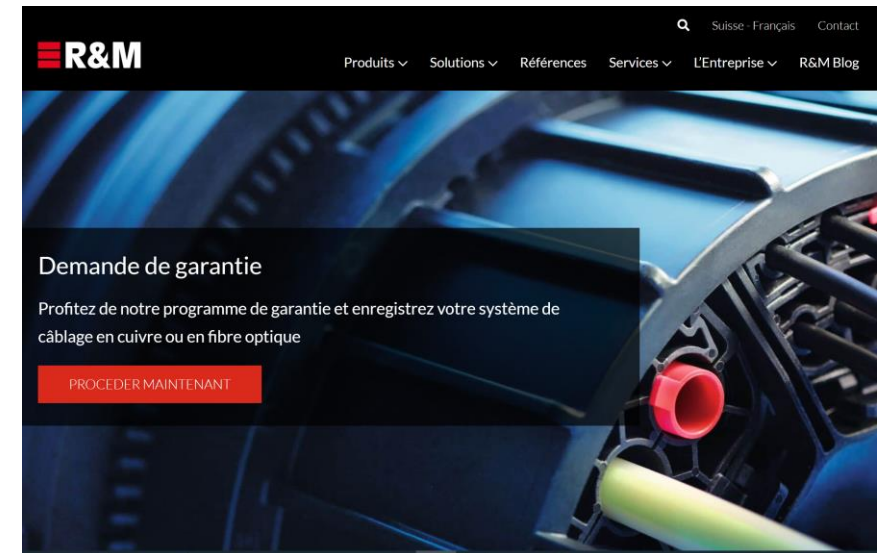 Suisse - Français Contact
R&M
Produits Solutions Références Services L'Entreprise R&M Blog
Demande de garantie
Profitez de notre programme de garantie et enregistrez votre système de
câblage en cuivre ou en fibre optique
PROCEDER MAINTENANT